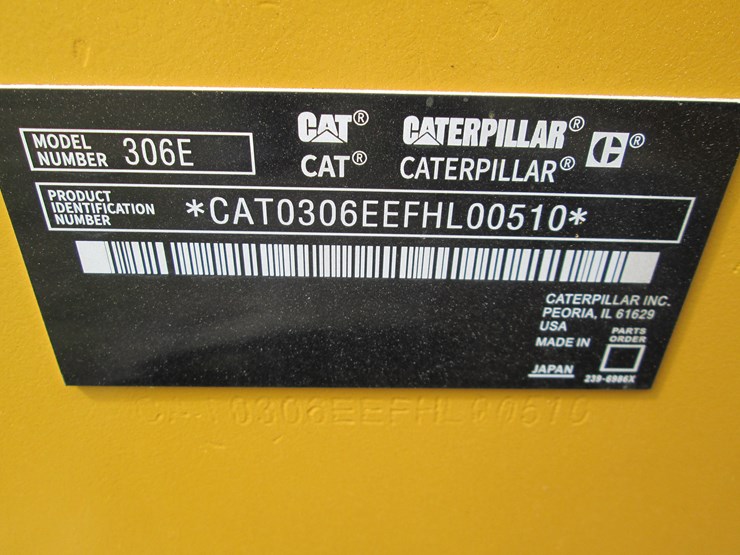 MODEL NUMBER 306E
CAT® CATERPILLAR® C®
CAT® CATERPILLAR®
PRODUCT IDENTIFICATION NUMBER
*CAT0306EEFHL00510*
CATERPILLAR INC.
PEORIA, IL 61629
USA
MADE IN
JAPAN
PARTS
ORDER
239-6986X
CAT0306EEFHL00510